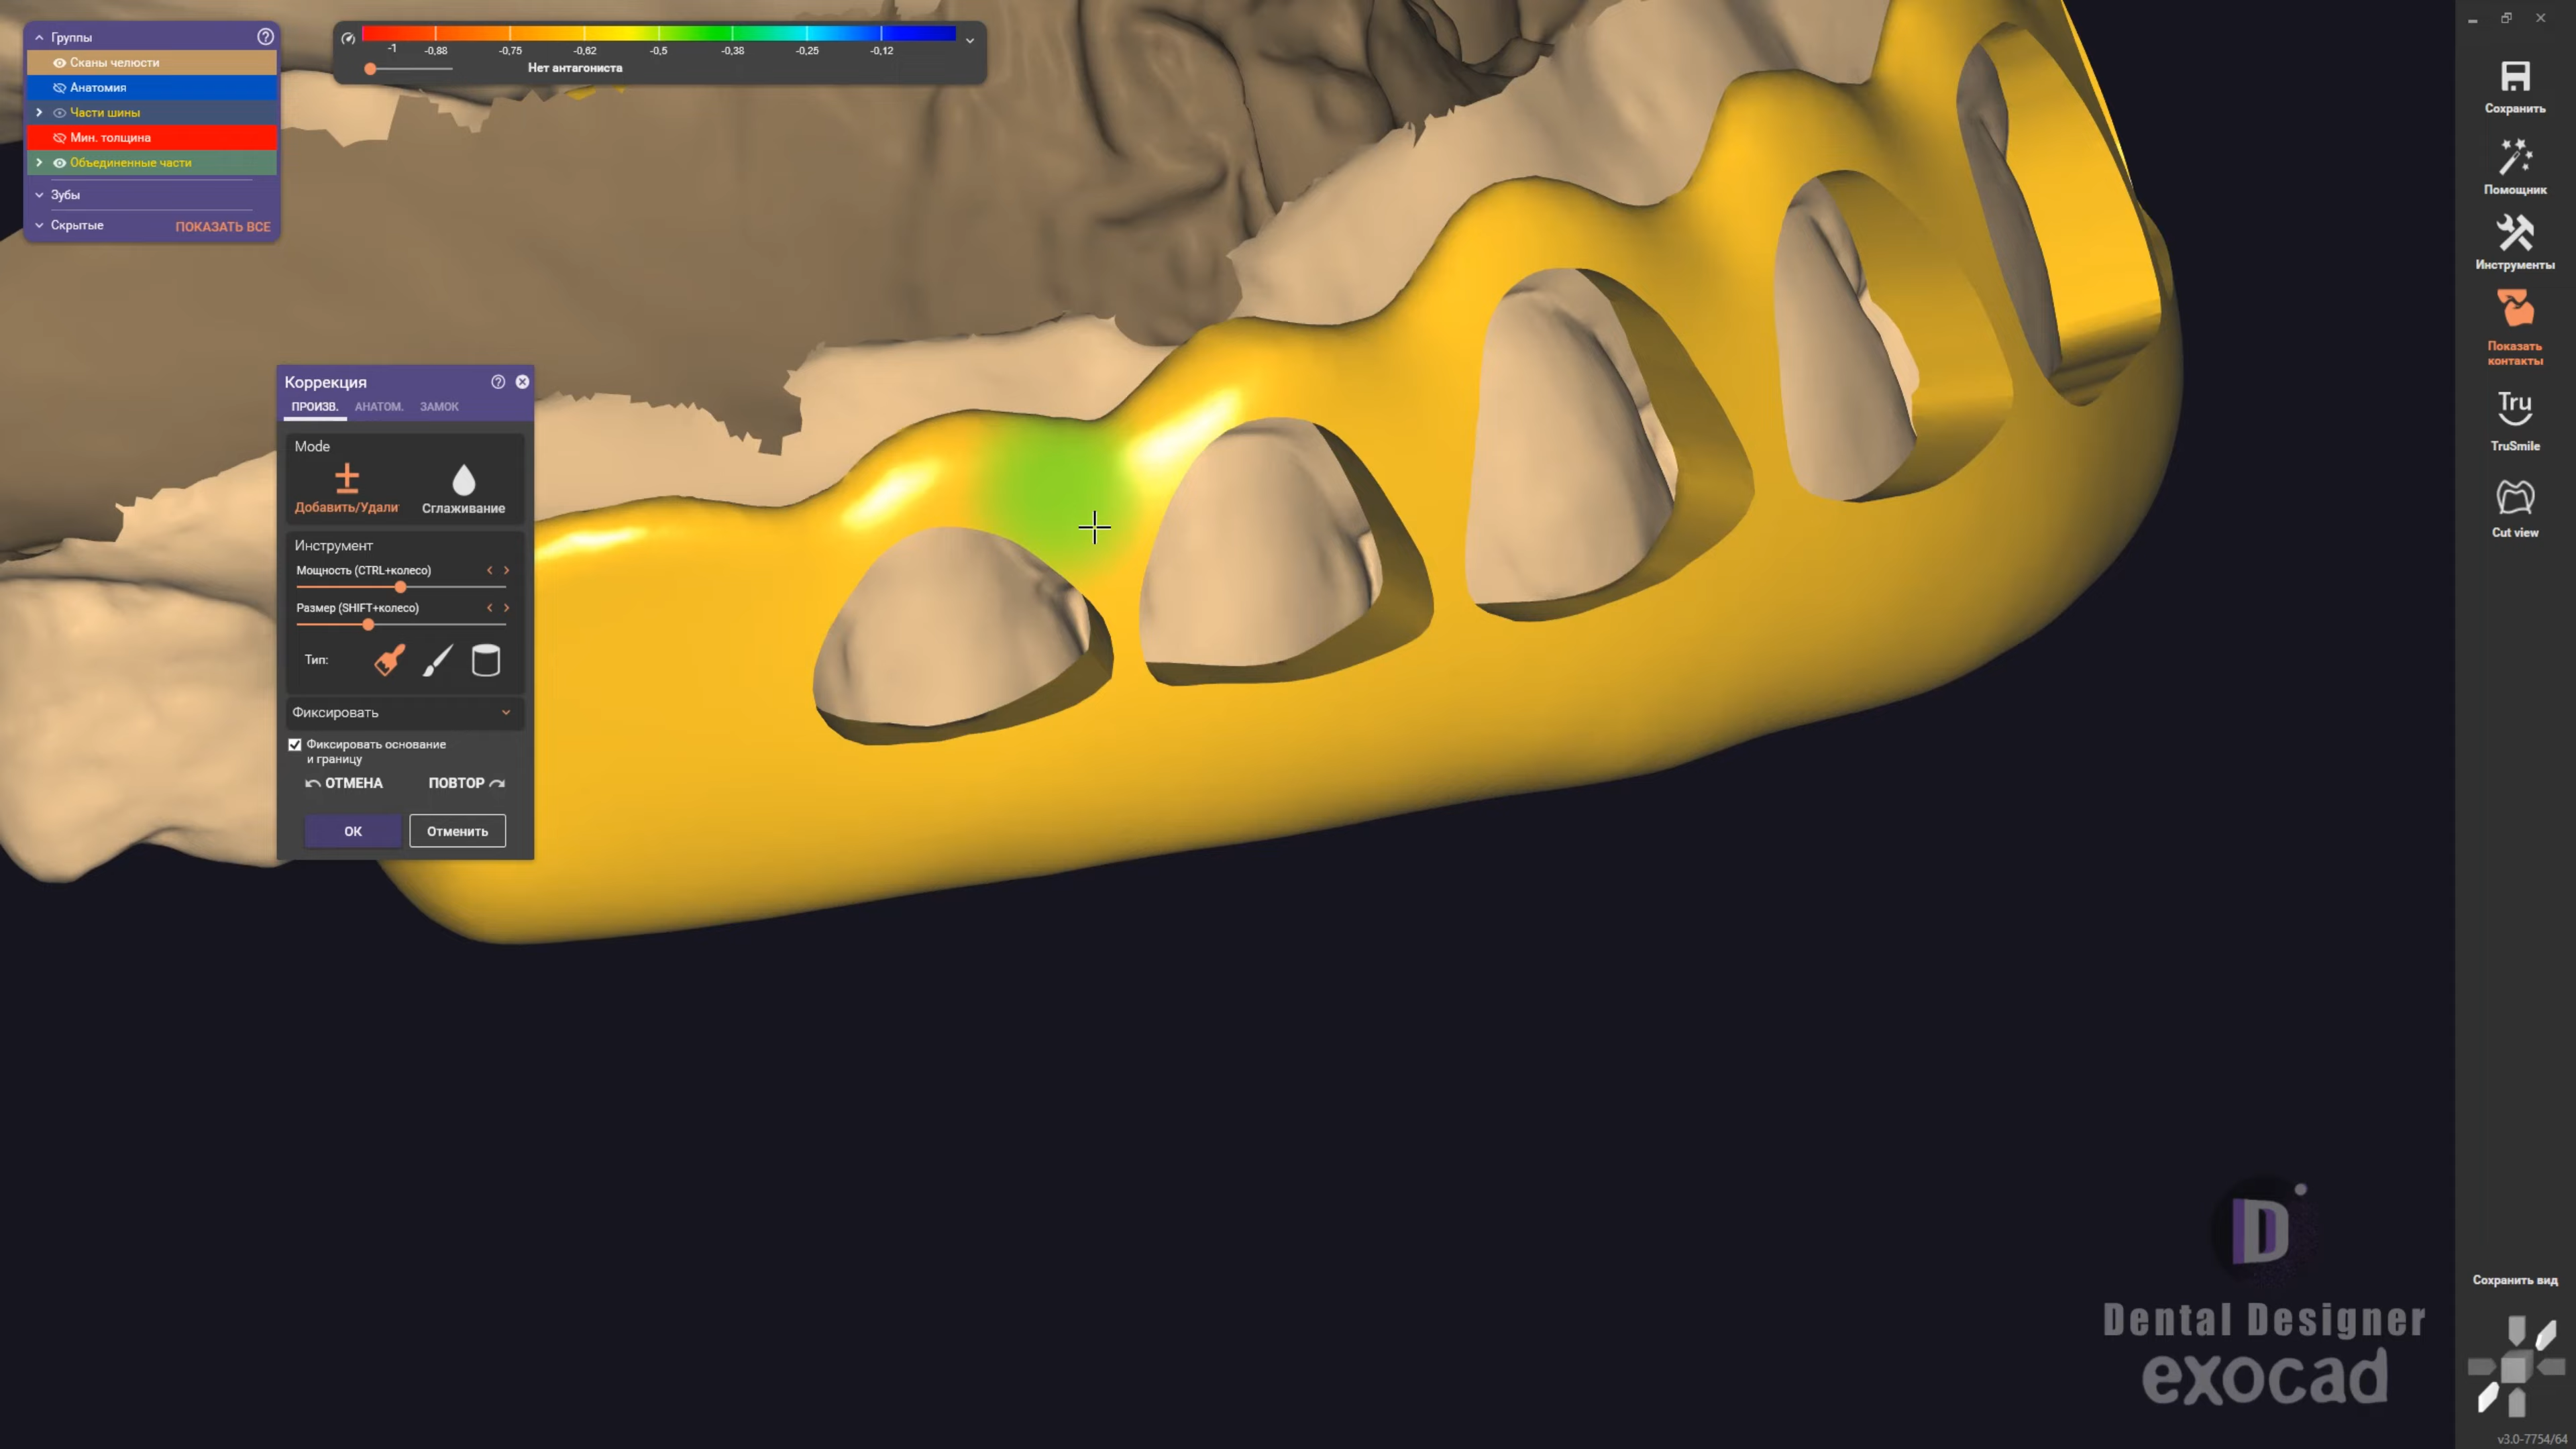 Группы
Сканы челюсти
Анатомия
Части шины
Мин. толщина
Объединенные части
Зубы
Скрытые ПОКАЗАТЬ ВСЕ
-1 -0,88 -0,75 -0,62 -0,5 -0,38 -0,25 -0,12
Нет антагониста
Коррекция
ПРОИЗВ. АНАТОМ. ЗАМОК
Mode
Добавить/Удали Сглаживание
Инструмент
Мощность (CTRL+колесо)
Размер (SHIFT+колесо)
Тип:
Фиксировать
Фиксировать основание
и границу
ОТМЕНА ПОВТОР
ОК Отменить
Сохранить
Помощник
Инструменты
Показать
контакты
Tru
TruSmile
Cut view
Сохранить вид
D
Dental Designer
exocad
v3.0-7754/64